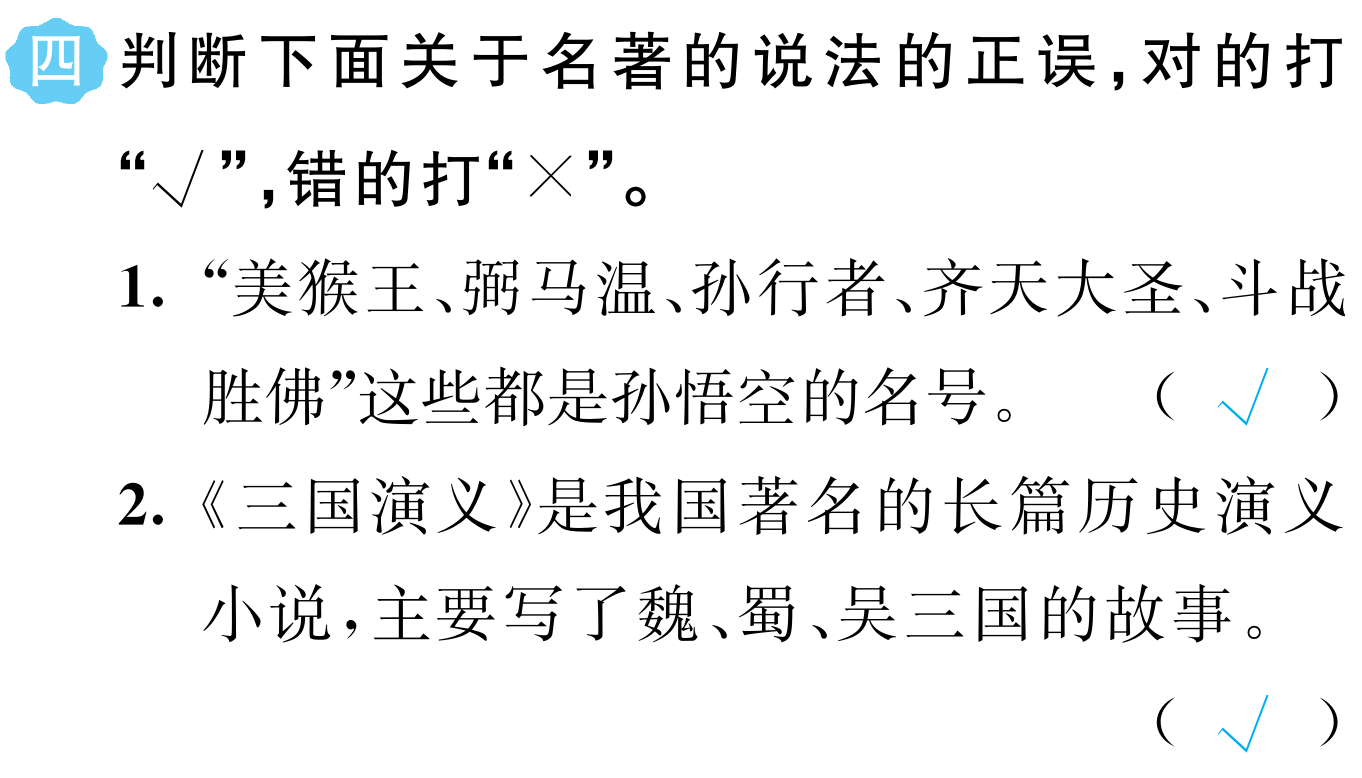 四 判断下面关于名著的说法的正误,对的打
“√”,错的打“×”。
1. “美猴王、弼马温、孙行者、齐天大圣、斗战
胜佛”这些都是孙悟空的名号。 ( √ )
2. 《三国演义》是我国著名的长篇历史演义
小说,主要写了魏、蜀、吴三国的故事。
( √ )